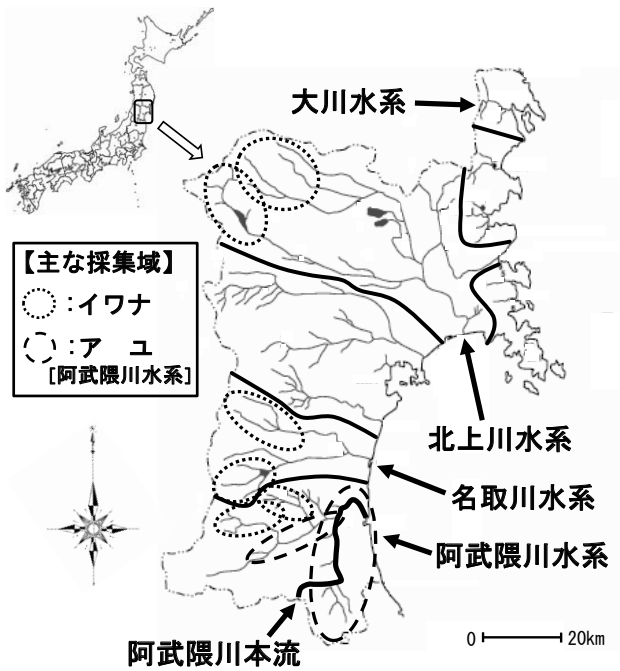 大川水系
【主な採集域】
：イワナ
：ア　ユ
[阿武隈川水系]
北上川水系
名取川水系
阿武隈川水系
阿武隈川本流
0 20km